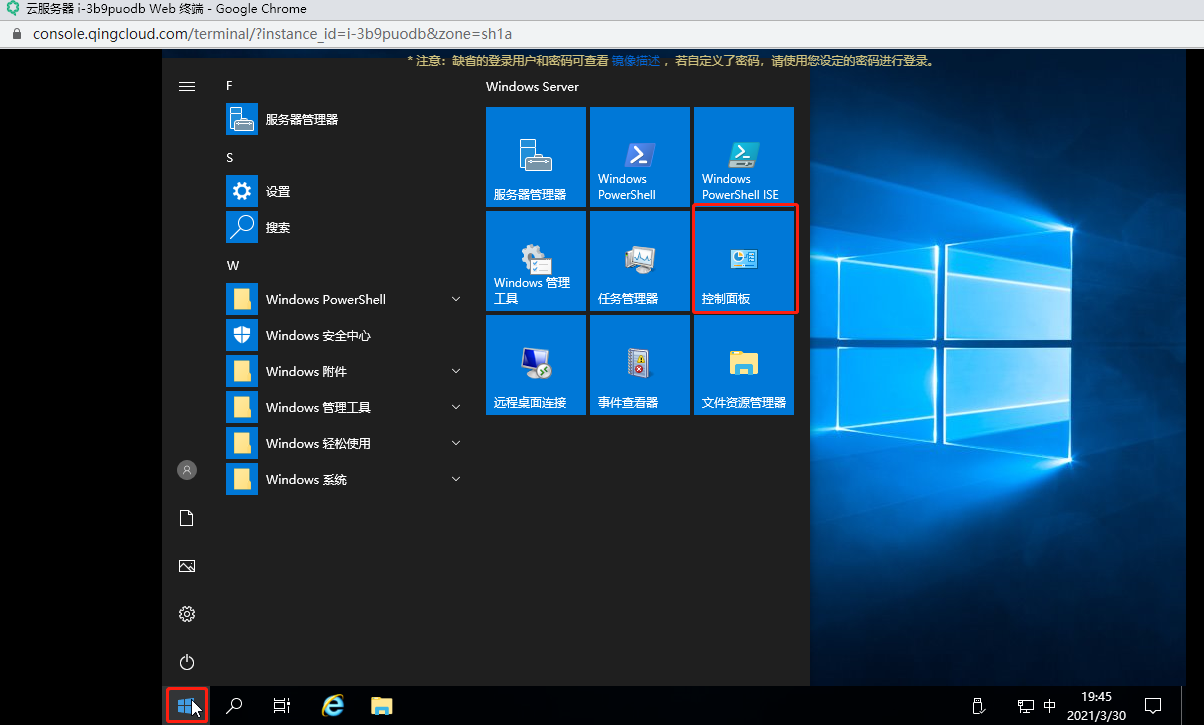 云服务器 i-3b9puodb Web 终端 - Google Chrome
console.qingcloud.com/terminal/?instance_id=i-3b9puodb&zone=sh1a
* 注意：缺省的登录用户和密码可查看 镜像描述 ，若自定义了密码，请使用您设定的密码进行登录。
F
服务器管理器
S
设置
搜索
W
Windows PowerShell
Windows 安全中心
Windows 附件
Windows 管理工具
Windows 轻松使用
Windows 系统
Windows Server
服务器管理器
Windows
PowerShell
Windows
PowerShell ISE
Windows 管理
工具
任务管理器
控制面板
远程桌面连接
事件查看器
文件资源管理器
中
19:45
2021/3/30